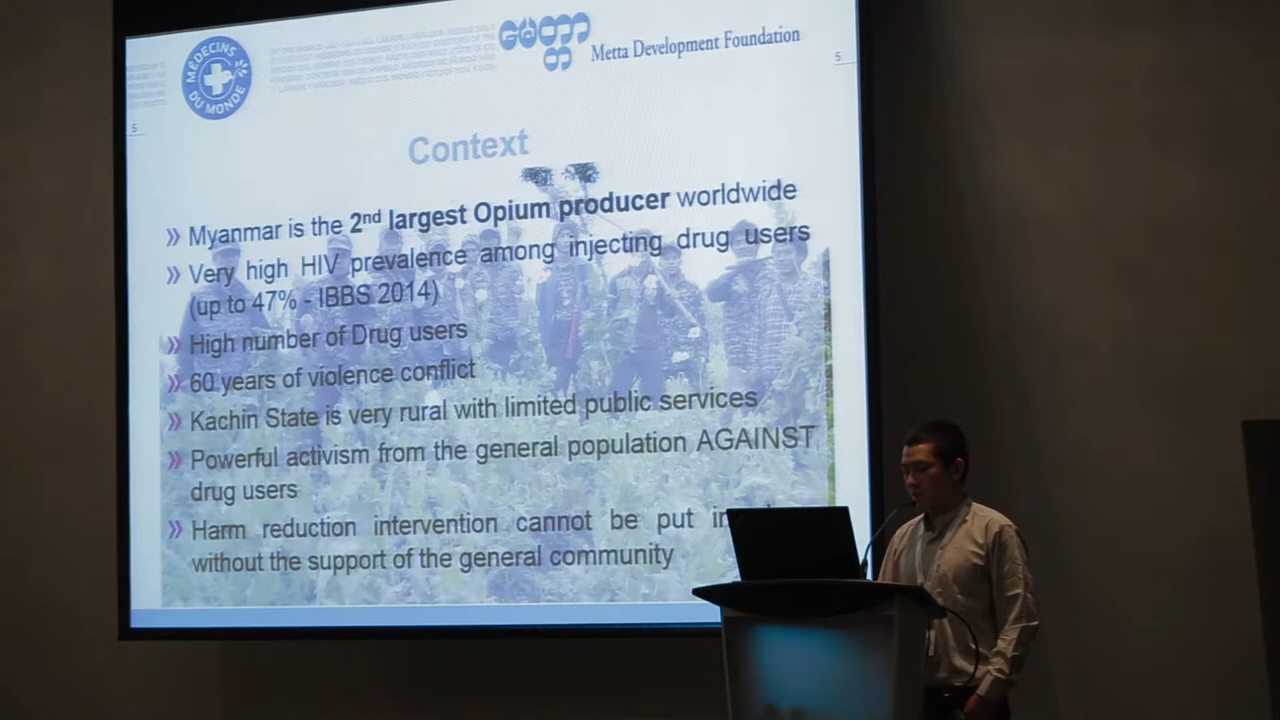 MÉDECINS DU MONDE
Metta Development Foundation
5
5
Context
» Myanmar is the 2nd largest Opium producer worldwide
» Very high HIV prevalence among injecting drug users
(up to 47% - IBBS 2014)
» High number of Drug users
» 60 years of violence conflict
» Kachin State is very rural with limited public services
» Powerful activism from the general population AGAINST
drug users
» Harm reduction intervention cannot be put
without the support of the general community